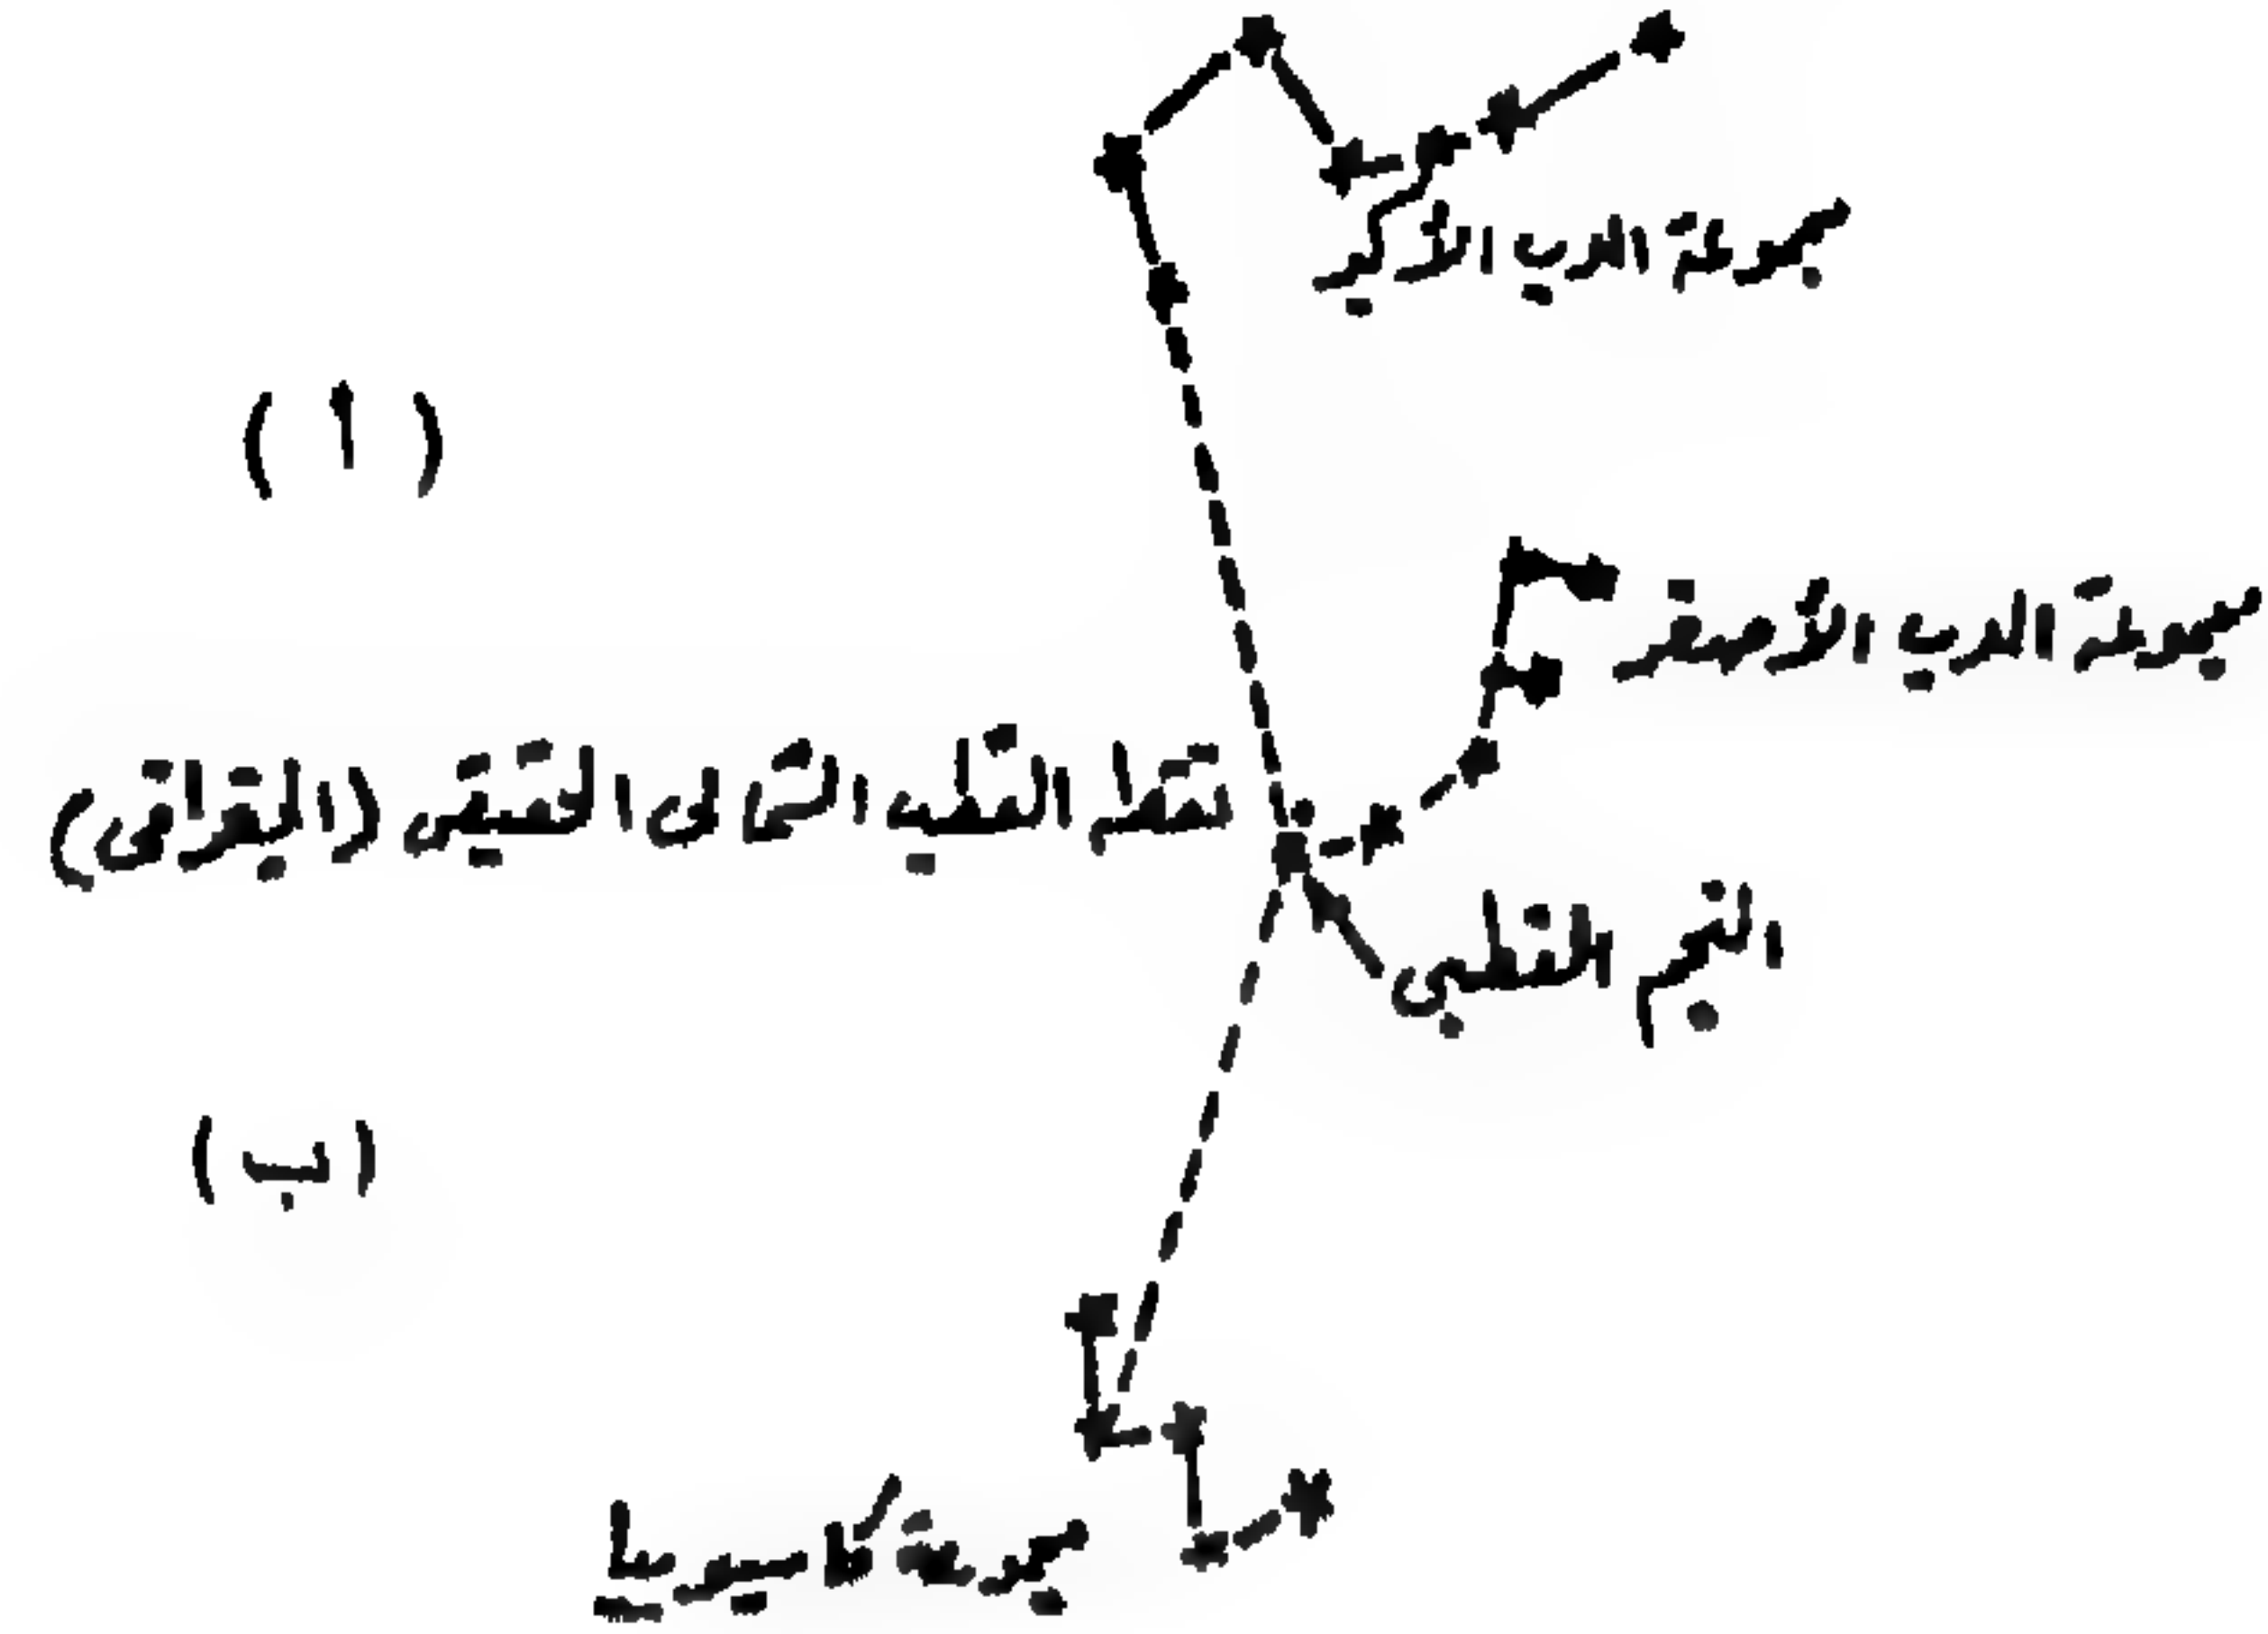 مجموعة الدب الأكبر
( أ )
مجموعة الدب الأصغر
نقطة القطب الشمالى الحقيقى (الجغرافى)
النجم القطبى
(ب)
مجموعة كاسيوبيا